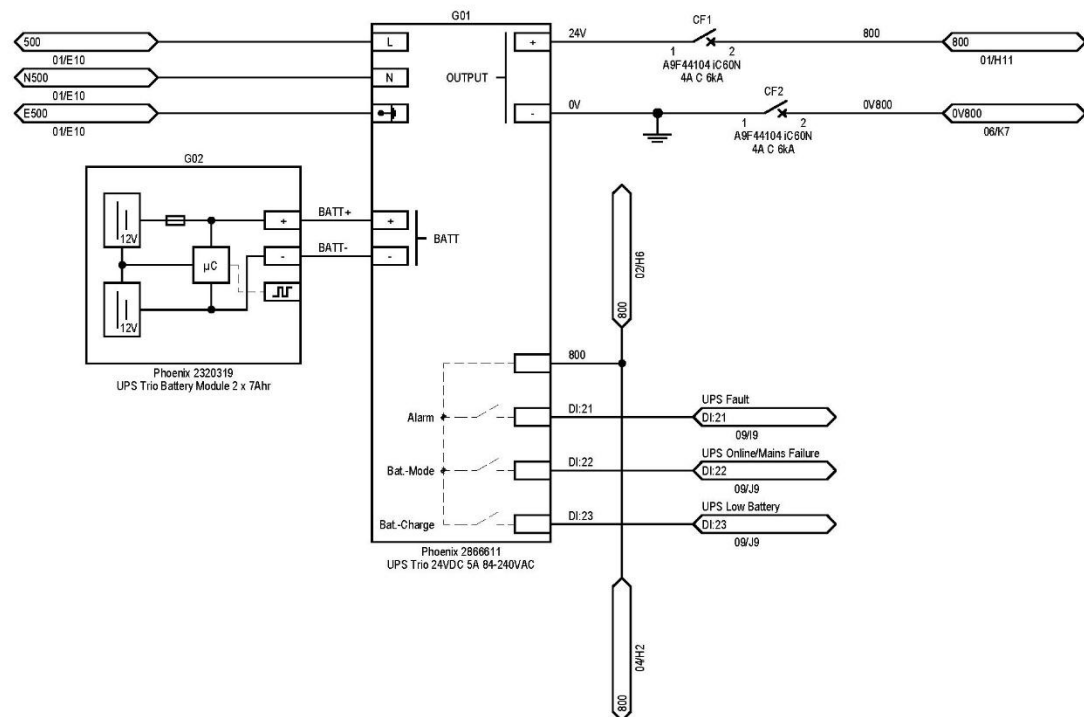 G01
500
01/E10
N500
01/E10
E500
01/E10
L
N
OUTPUT
+
-
24V
CF1
1 2
A9F44104 iC60N
4A C 6kA
800
800
01/H11
0V
CF2
1 2
A9F44104 iC60N
4A C 6kA
0V800
0V800
06/K7
G02
12V
12V
µC
+
-
BATT+
BATT-
+
-
BATT
Phoenix 2320319
UPS Trio Battery Module 2 x 7Ahr
02/H6
800
800
Alarm
DI:21
UPS Fault
DI:21
09/I9
Bat.-Mode
DI:22
UPS Online/Mains Failure
DI:22
09/J9
Bat.-Charge
DI:23
UPS Low Battery
DI:23
09/J9
Phoenix 2866611
UPS Trio 24VDC 5A 84-240VAC
04/H2
800